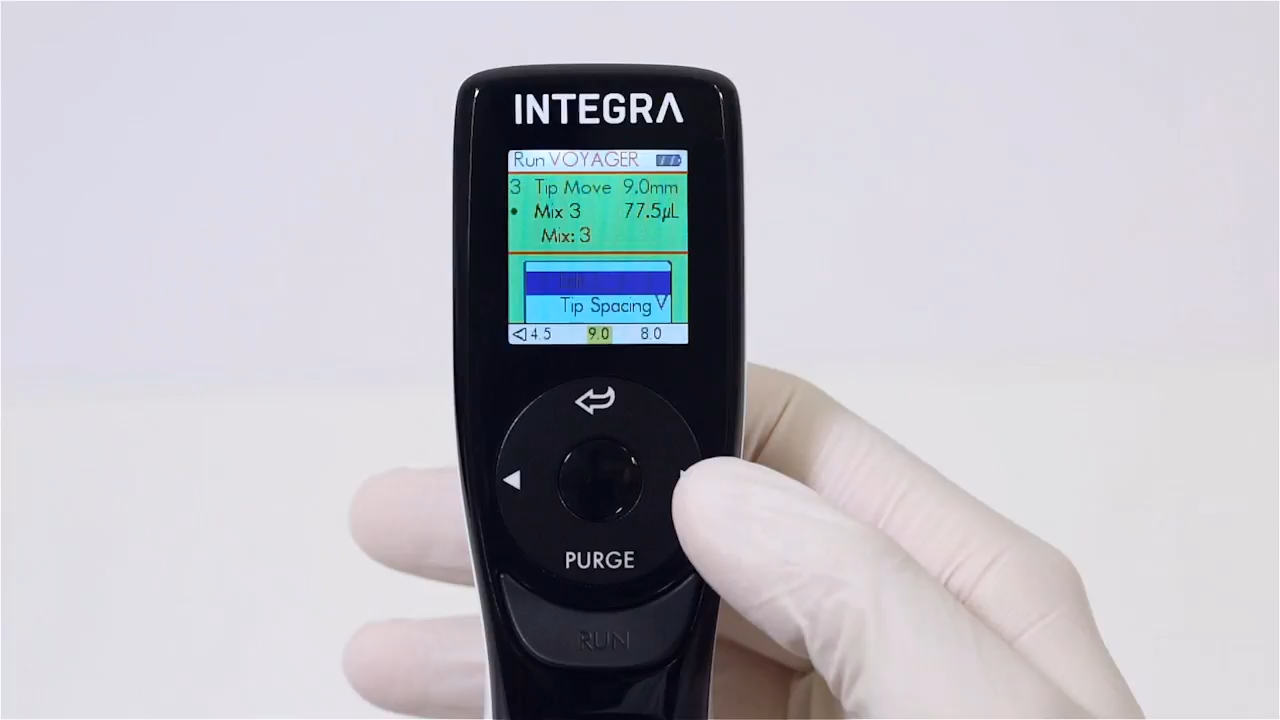 INTEGRA
Run VOYAGER
3 Tip Move 9.0mm
• Mix 3 77.5µL
Mix: 3
Edit
Tip Spacing V
4.5 9.0 8.0
PURGE
RUN